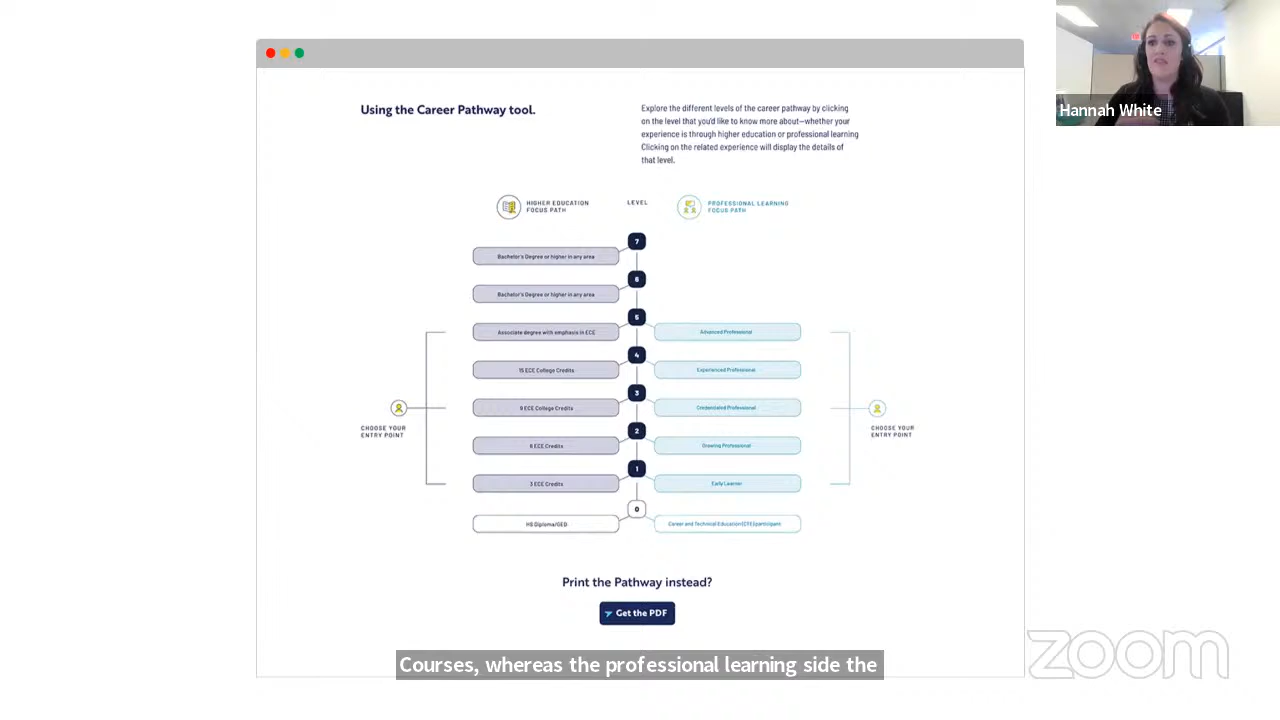 Hannah White
Using the Career Pathway tool.
Explore the different levels of the career pathway by clicking
on the level that you'd like to know more about—whether your
experience is through higher education or professional learning
Clicking on the related experience will display the details of
that level.
HIGHER EDUCATION
FOCUS PATH
LEVEL
PROFESSIONAL LEARNING
FOCUS PATH
7
Bachelor's Degree or higher in any area
6
Bachelor's Degree or higher in any area
5
Associate degree with emphasis in ECE
Advanced Professional
4
15 ECE College Credits
Experienced Professional
3
9 ECE College Credits
Credentialed Professional
CHOOSE YOUR
ENTRY POINT
CHOOSE YOUR
ENTRY POINT
2
6 ECE Credits
Growing Professional
1
3 ECE Credits
Early Learner
0
HS Diploma/GED
Career and Technical Education (CTE) participant
Print the Pathway instead?
Get the PDF
Courses, whereas the professional learning side the
zoom